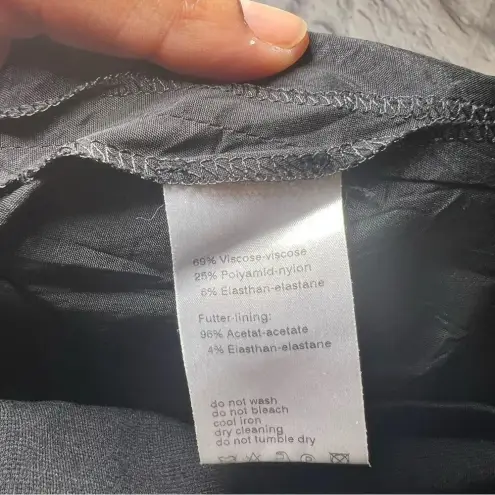 69% Viscose-viscose
25% Polyamid-nylon
6% Elasthan-elastane
Futter-lining:
96% Acetat-acetate
4% Elasthan-elastane
do not wash
do not bleach
cool iron
dry cleaning
do not tumble dry